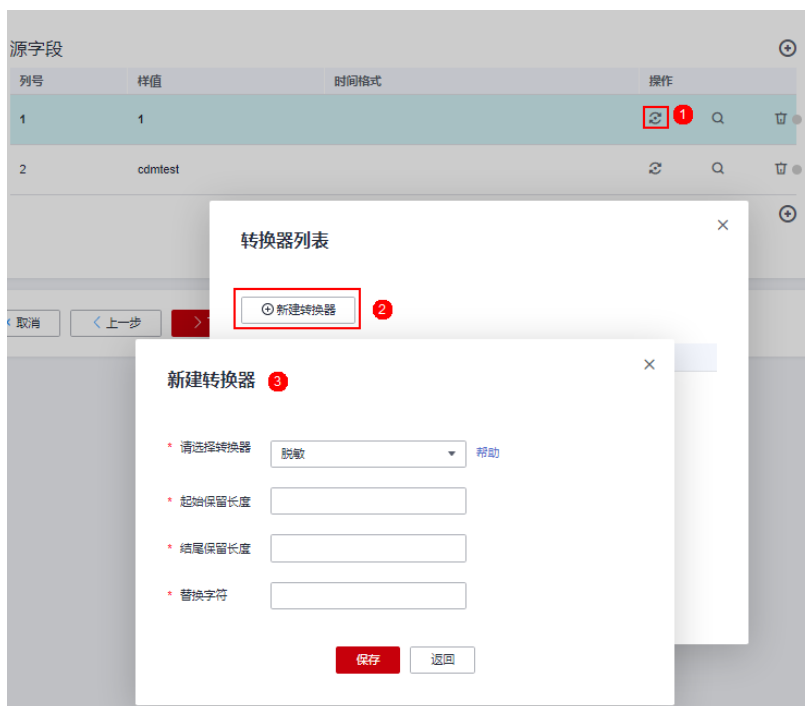 源字段
列号 样值 时间格式 操作
1 1 1
2 cdmtest
转换器列表
新建转换器 2
取消 上一步
新建转换器 3
* 请选择转换器 脱敏 帮助
* 起始保留长度
* 结尾保留长度
* 替换字符
保存 返回